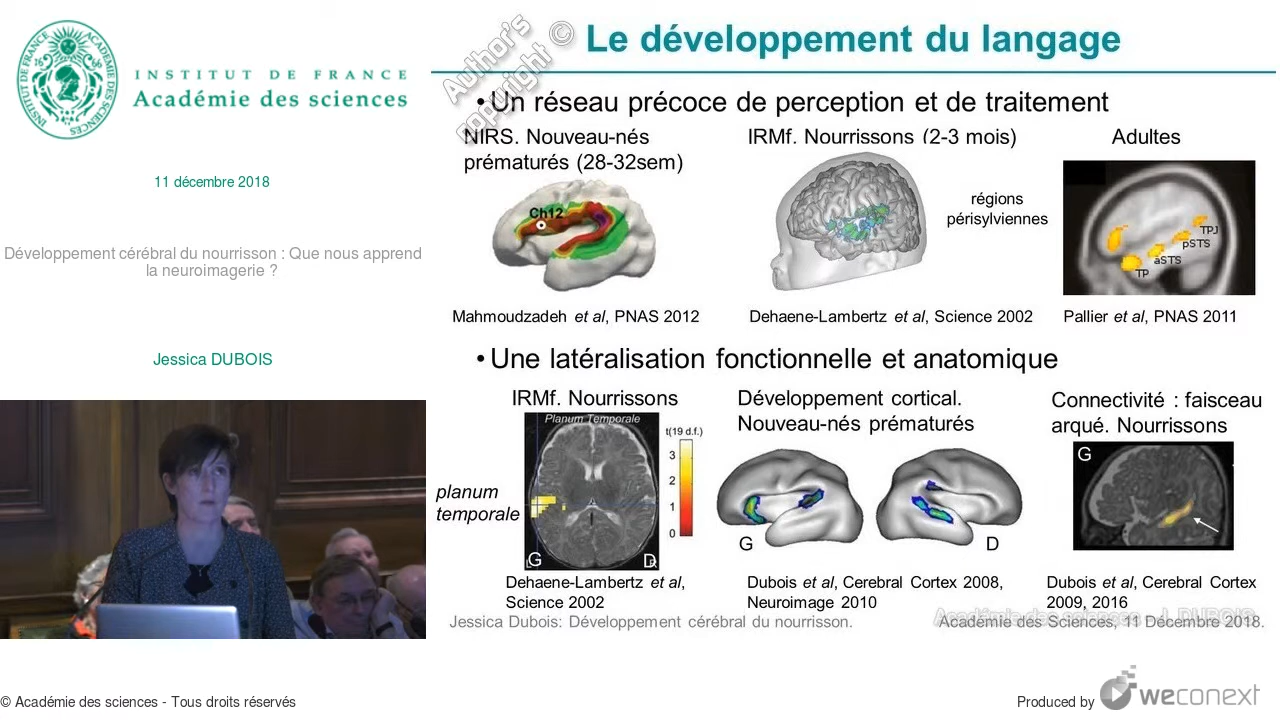 INSTITUT DE FRANCE
Académie des sciences
11 décembre 2018
Développement cérébral du nourrisson : Que nous apprend
la neuroimagerie ?
Jessica DUBOIS
© Académie des sciences - Tous droits réservés
Author's
copyright ©
Le développement du langage
• Un réseau précoce de perception et de traitement
NIRS. Nouveau-nés
prématurés (28-32sem)
IRMf. Nourrissons (2-3 mois)
Adultes
Ch12
régions
périsylviennes
TPJ
pSTS
aSTS
TP
Mahmoudzadeh et al, PNAS 2012
Dehaene-Lambertz et al, Science 2002
Pallier et al, PNAS 2011
• Une latéralisation fonctionnelle et anatomique
IRMf. Nourrissons
Planum Temporale
t(19 d.f.)
3
2
1
0
planum
temporale
G
D
Dehaene-Lambertz et al,
Science 2002
Développement cortical.
Nouveau-nés prématurés
G
D
Dubois et al, Cerebral Cortex 2008,
Neuroimage 2010
Connectivité : faisceau
arqué. Nourrissons
G
Dubois et al, Cerebral Cortex
2009, 2016
Académie des sciences - J. DUBOIS
Jessica Dubois: Développement cérébral du nourrisson.
Académie des Sciences, 11 Décembre 2018.
Produced by weconext